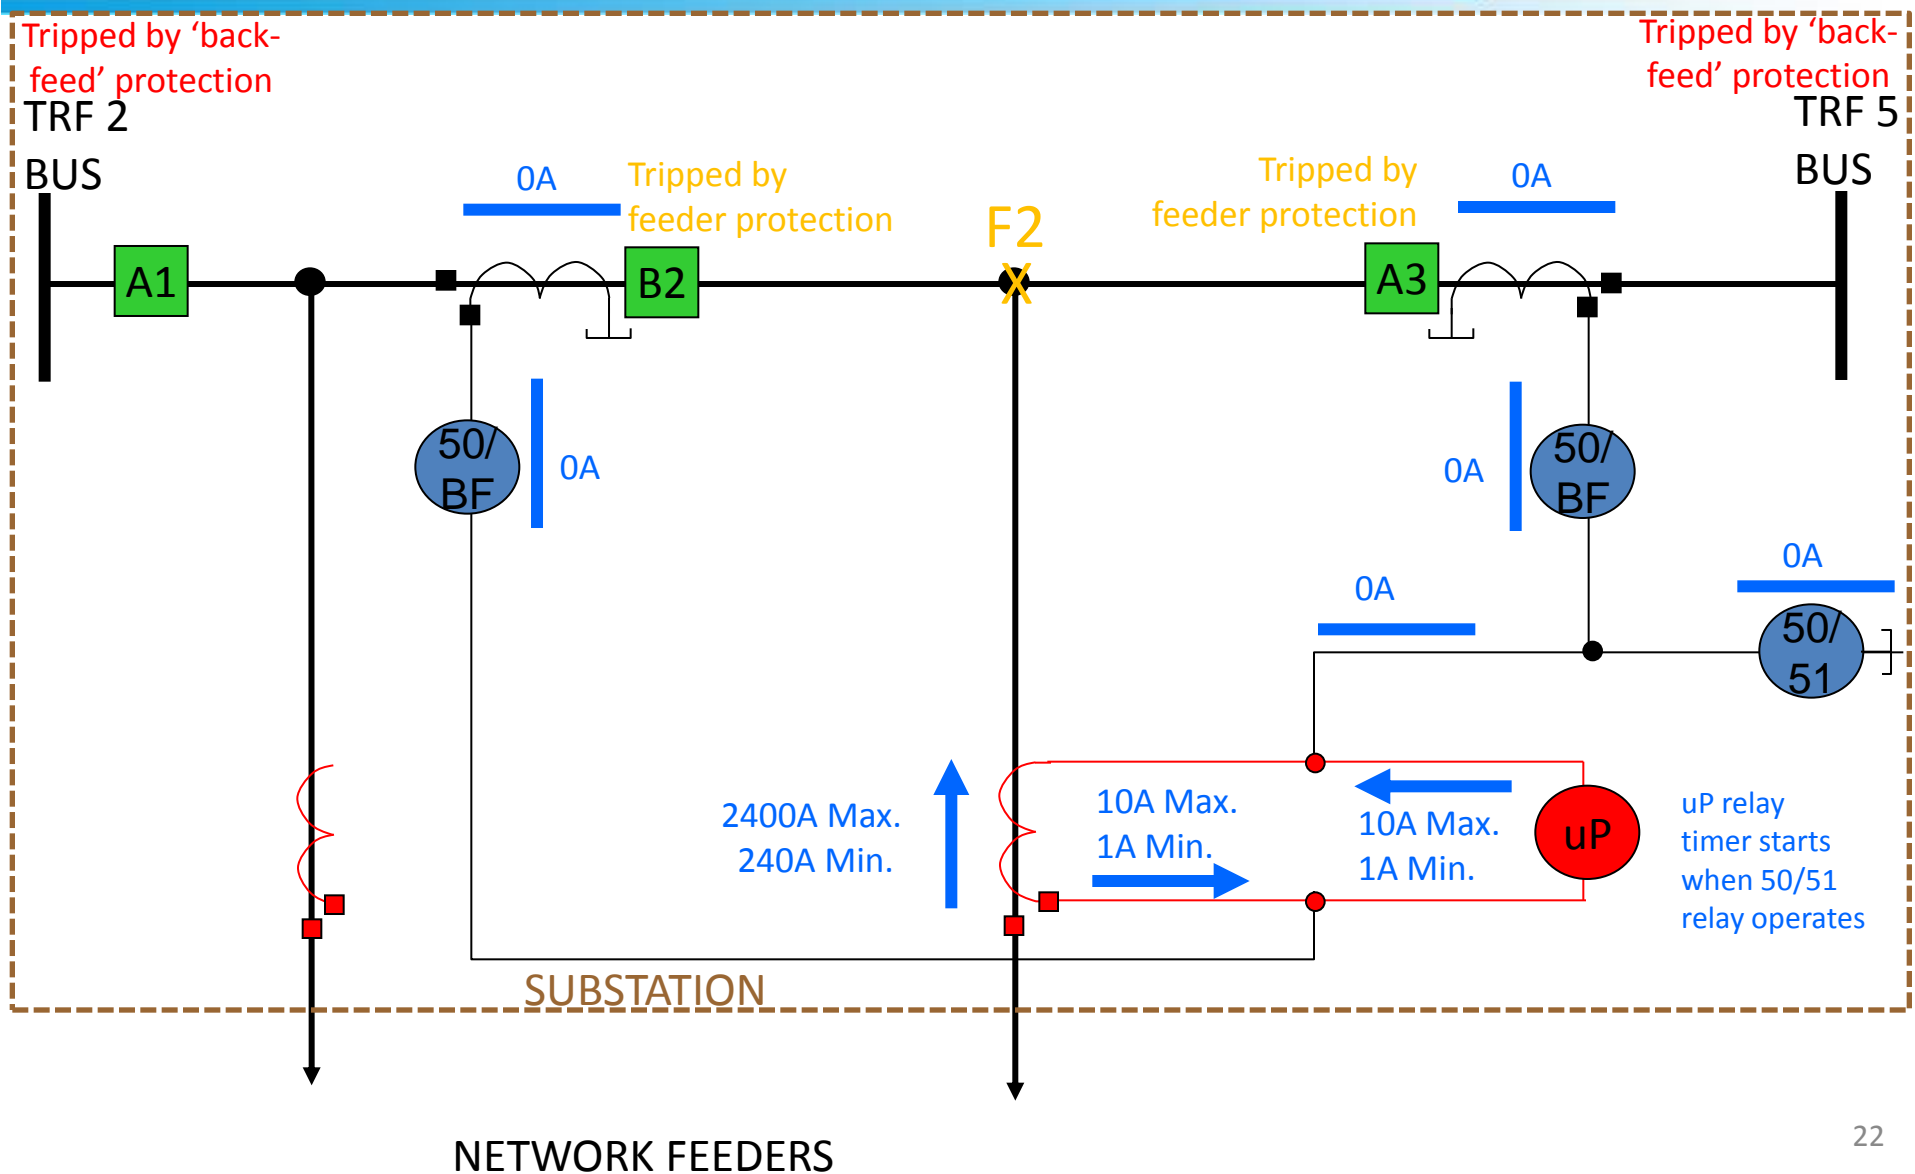 Tripped by ‘back-
feed’ protection
TRF 2
BUS
Tripped by ‘back-
feed’ protection
TRF 5
BUS
0A
Tripped by
feeder protection
F2
X
Tripped by
feeder protection
0A
A1
B2
A3
50/
BF
0A
0A
50/
BF
0A
0A
50/
51
2400A Max.
240A Min.
10A Max.
1A Min.
10A Max.
1A Min.
uP
uP relay
timer starts
when 50/51
relay operates
SUBSTATION
NETWORK FEEDERS
22